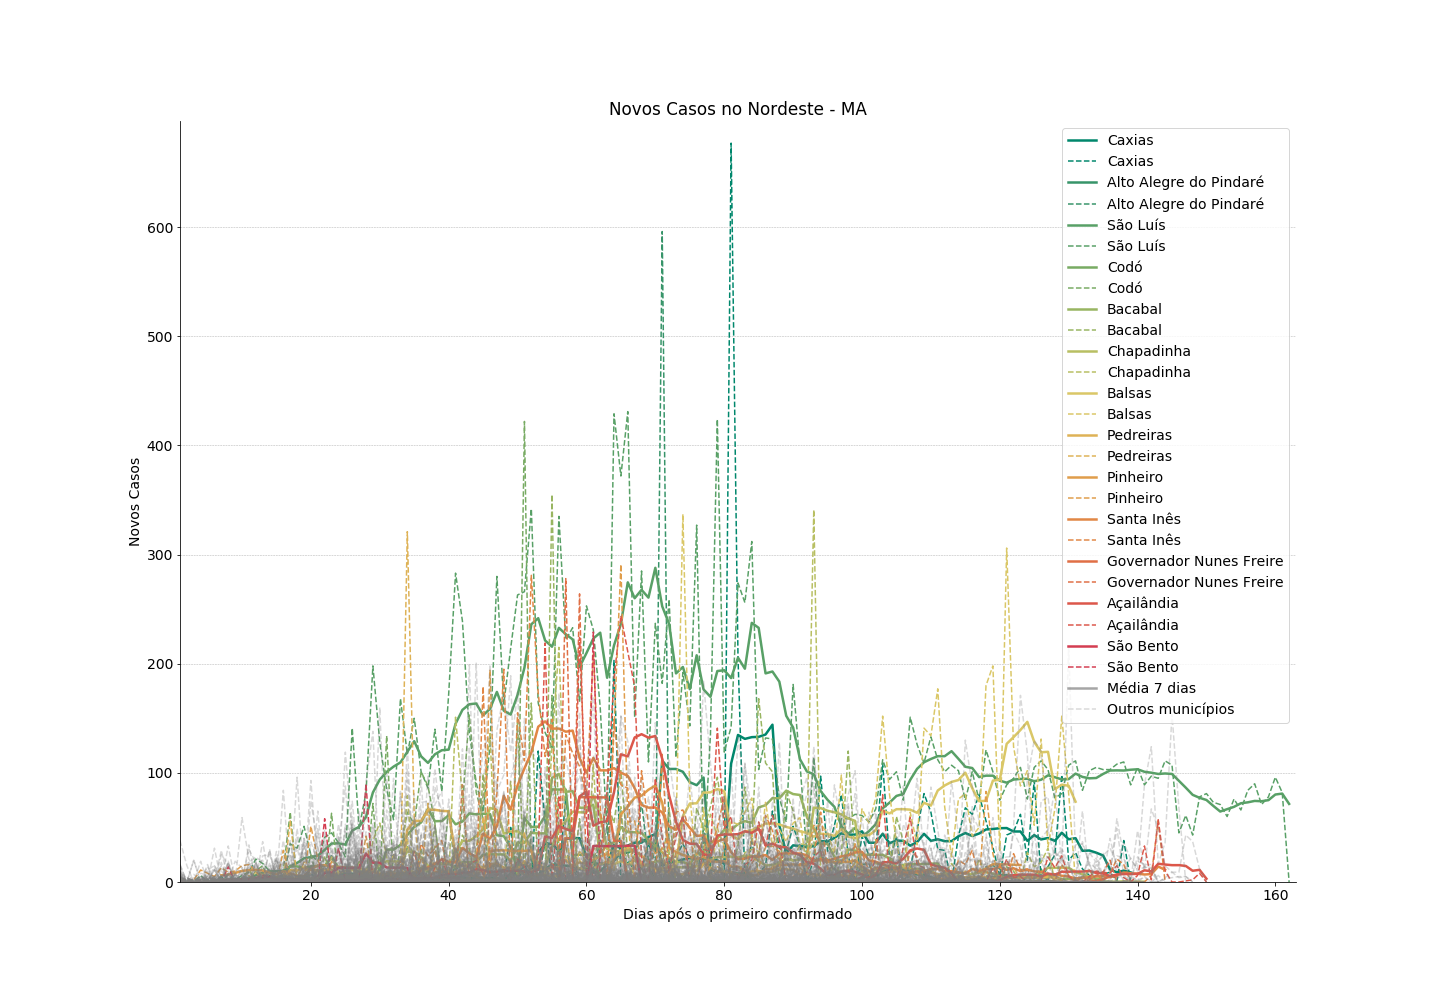 Novos Casos no Nordeste - MA
Novos Casos
600
500
400
300
200
100
0
20
40
60
80
100
120
140
160
Dias após o primeiro confirmado
Caxias
Caxias
Alto Alegre do Pindaré
Alto Alegre do Pindaré
São Luís
São Luís
Codó
Codó
Bacabal
Bacabal
Chapadinha
Chapadinha
Balsas
Balsas
Pedreiras
Pedreiras
Pinheiro
Pinheiro
Santa Inês
Santa Inês
Governador Nunes Freire
Governador Nunes Freire
Açailândia
Açailândia
São Bento
São Bento
Média 7 dias
Outros municípios